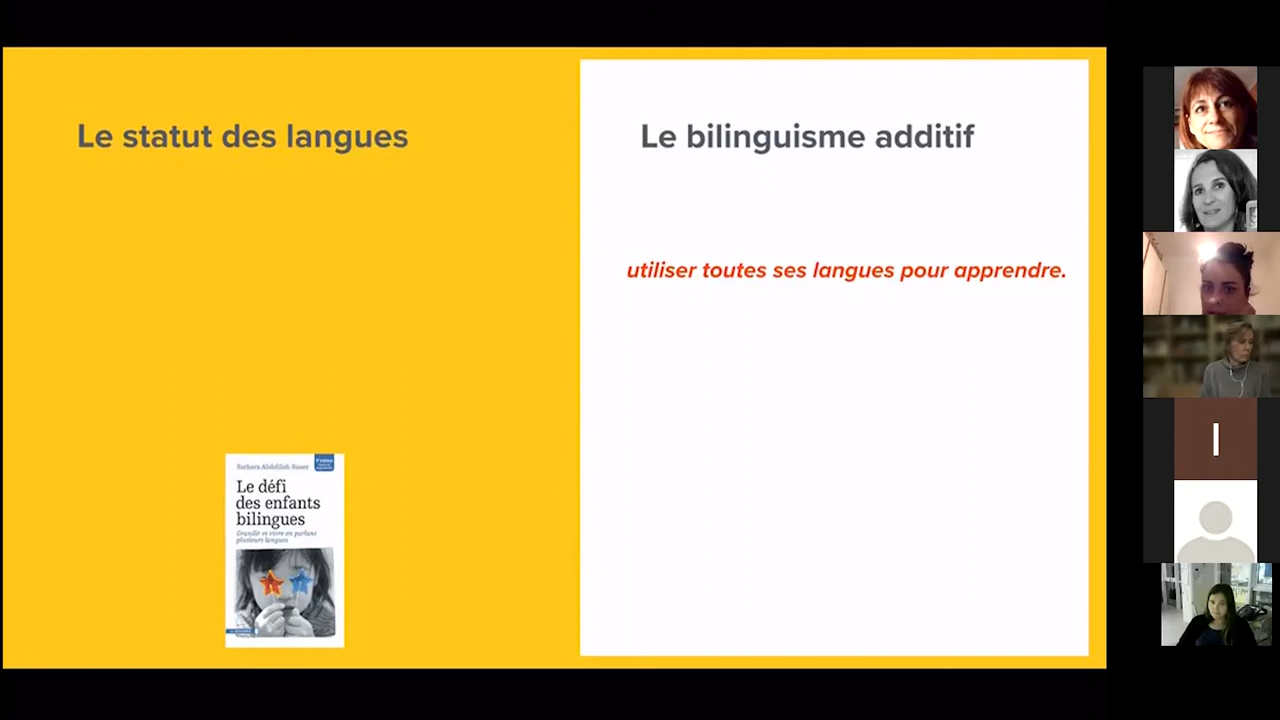 Le statut des langues
Le bilinguisme additif
utiliser toutes ses langues pour apprendre.
Barbara Abdelilah-Bauer
Le défi
des enfants
bilingues
Grandir et vivre en parlant
plusieurs langues
I